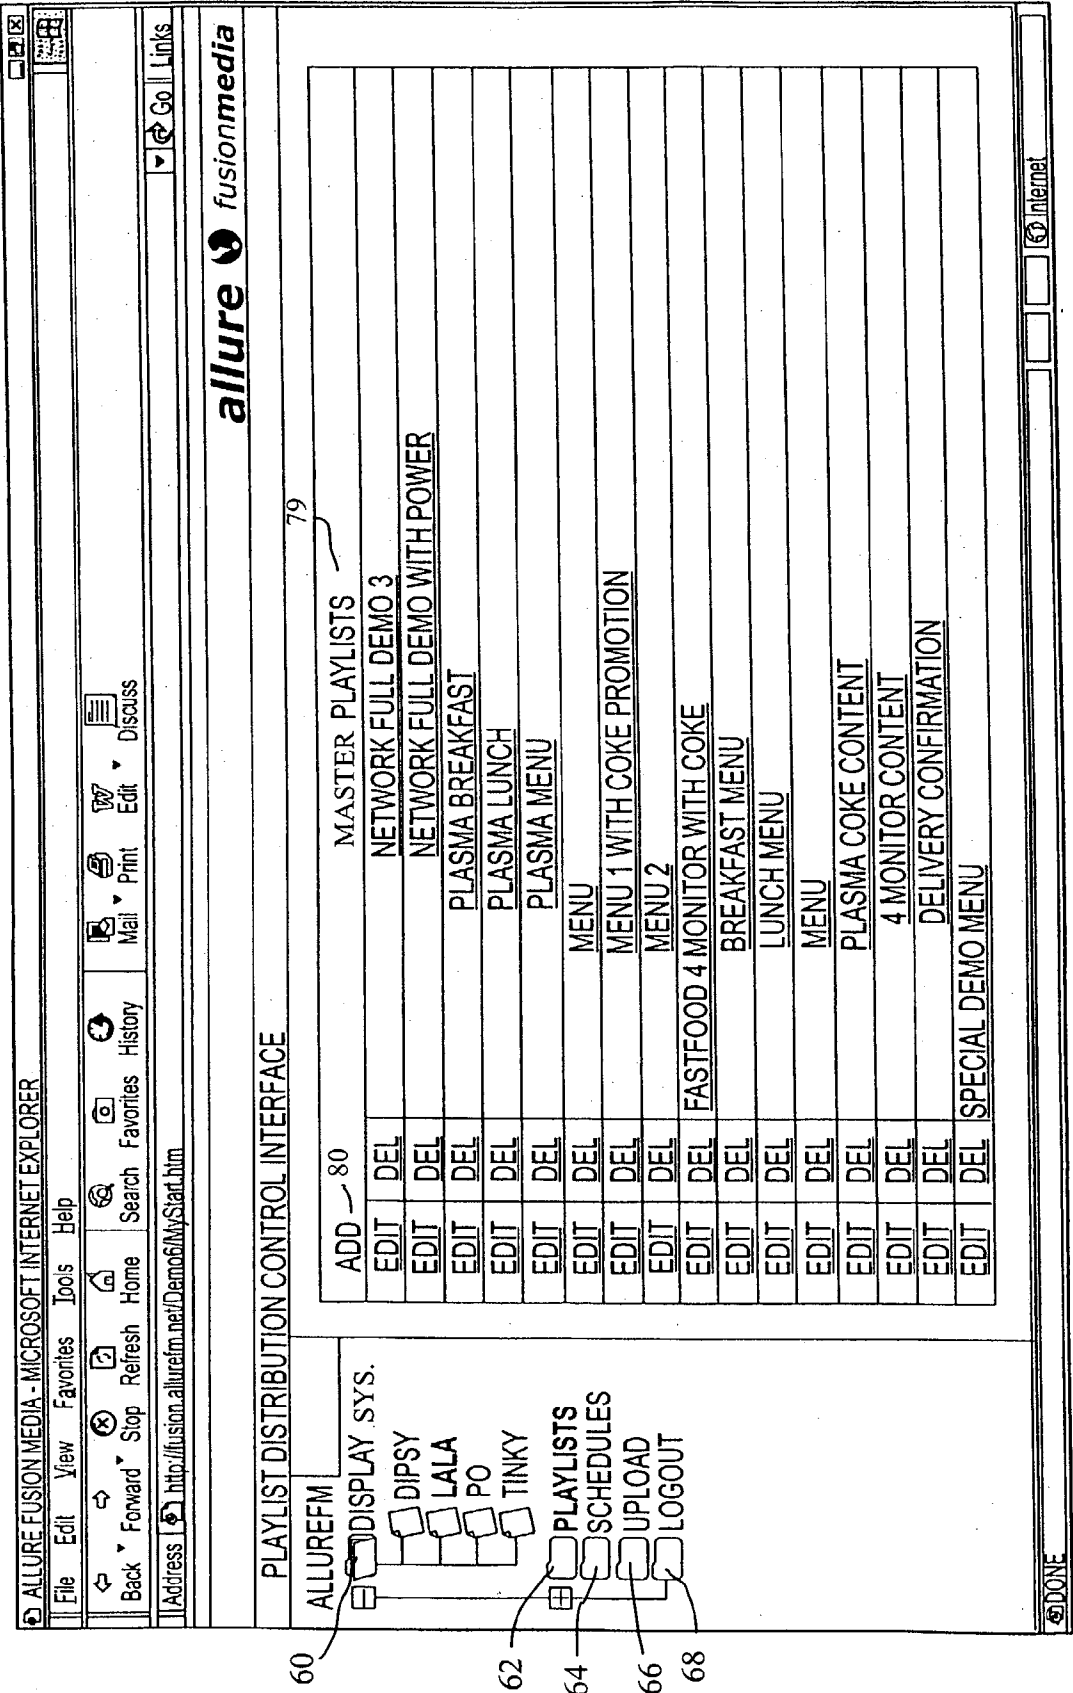 ALLURE FUSION MEDIA - MICROSOFT INTERNET EXPLORER
File Edit View Favorites Tools Help
Back Forward Stop Refresh Home Search Favorites History Mail Print Edit Discuss
Address http://fusion.allurefm.net/Demo6/MyStart.htm Go Links
allure fusionmedia
PLAYLIST DISTRIBUTION CONTROL INTERFACE
79
ALLUREFM
60
DISPLAY SYS.
DIPSY
LALA
PO
TINKY
62
PLAYLISTS
64
SCHEDULES
66
UPLOAD
68
LOGOUT
ADD 80 MASTER PLAYLISTS
EDIT DEL NETWORK FULL DEMO 3
EDIT DEL NETWORK FULL DEMO WITH POWER
EDIT DEL PLASMA BREAKFAST
EDIT DEL PLASMA LUNCH
EDIT DEL PLASMA MENU
EDIT DEL MENU
EDIT DEL MENU 1 WITH COKE PROMOTION
EDIT DEL MENU 2
EDIT DEL FASTFOOD 4 MONITOR WITH COKE
EDIT DEL BREAKFAST MENU
EDIT DEL LUNCH MENU
EDIT DEL MENU
EDIT DEL PLASMA COKE CONTENT
EDIT DEL 4 MONITOR CONTENT
EDIT DEL DELIVERY CONFIRMATION
EDIT DEL SPECIAL DEMO MENU
DONE Internet